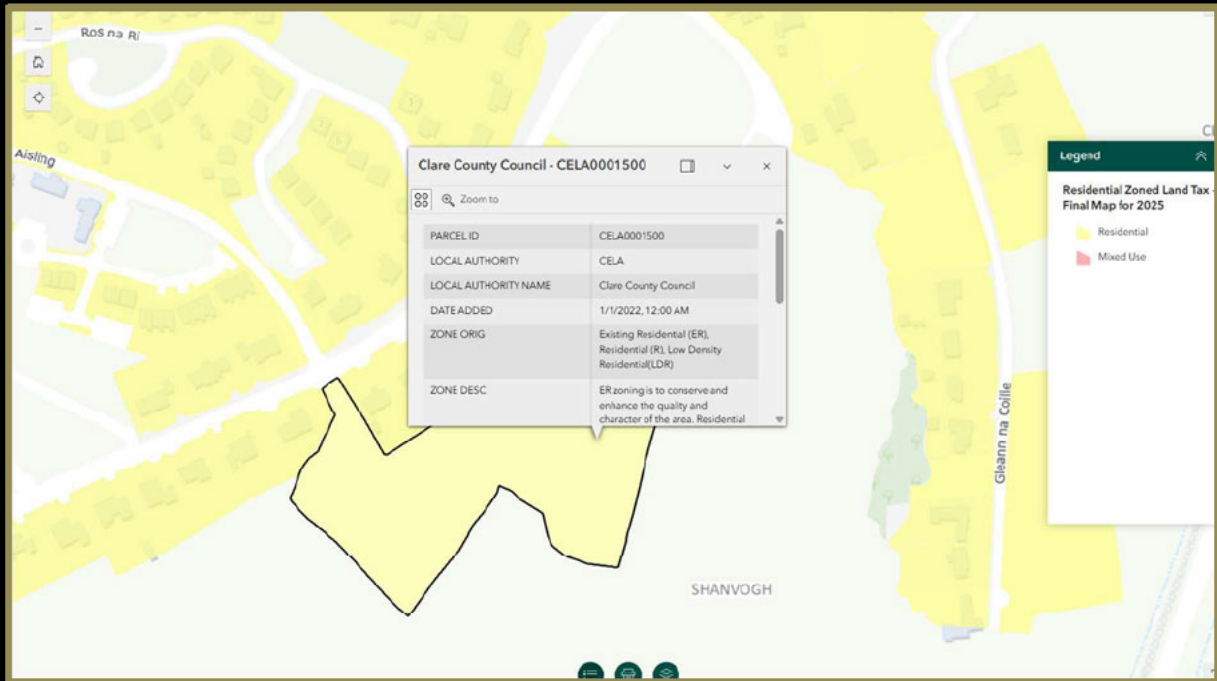 Ros na Rí
Aisling
Clare County Council - CELA0001500
Zoom to
PARCEL ID CELA0001500
LOCAL AUTHORITY CELA
LOCAL AUTHORITY NAME Clare County Council
DATE ADDED 1/1/2022, 12:00 AM
ZONE ORIG Existing Residential (ER),
Residential (R), Low Density
Residential(LDR)
ZONE DESC ER zoning is to conserve and
enhance the quality and
character of the area. Residential
Legend
Residential Zoned Land Tax -
Final Map for 2025
Residential
Mixed Use
Gleann na Coille
SHANVOGH